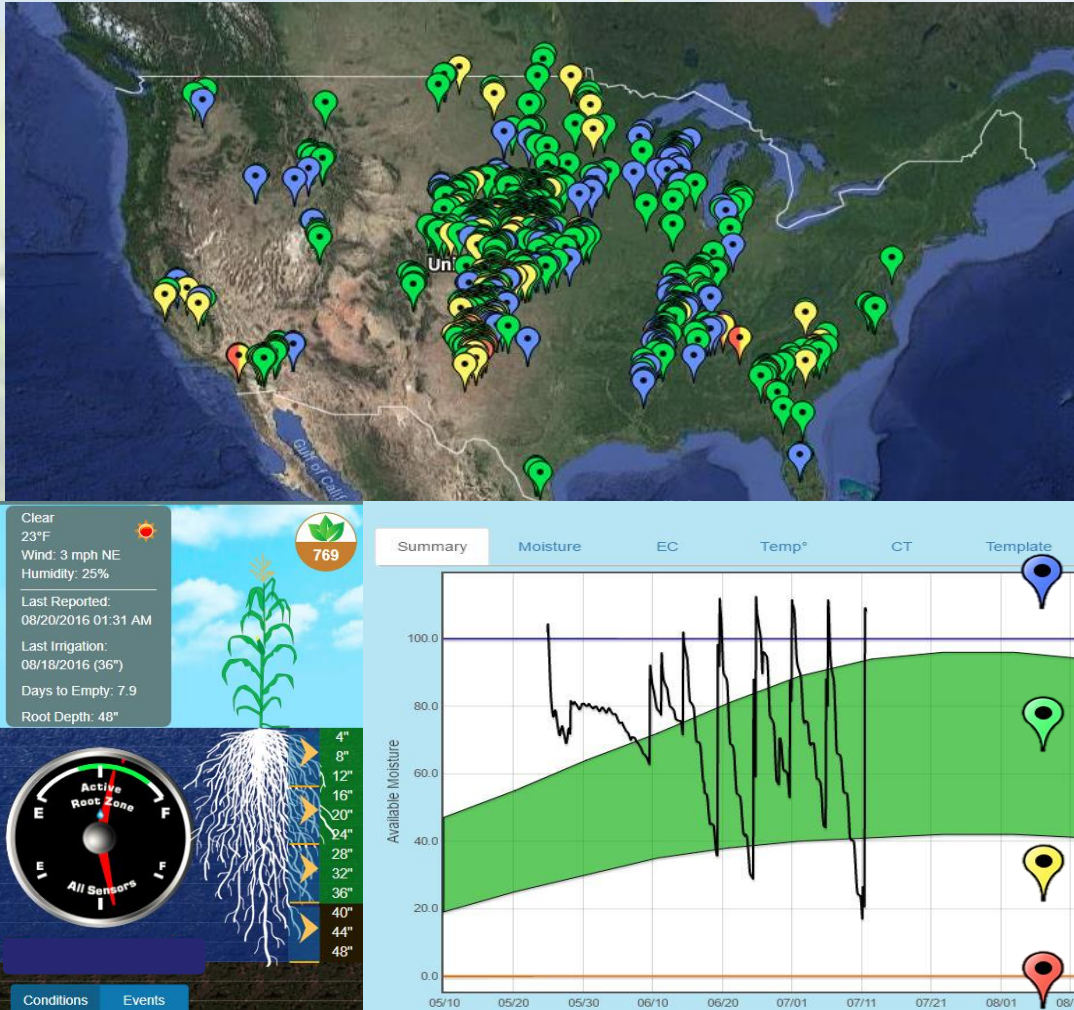 Uni
Gulf of Calif
Clear
23°F
Wind: 3 mph NE
Humidity: 25%
Last Reported:
08/20/2016 01:31 AM
Last Irrigation:
08/18/2016 (36")
Days to Empty: 7.9
Root Depth: 48"
769
4"
8"
12"
16"
20"
24"
28"
32"
36"
40"
44"
48"
Active
Root Zone
E F
E F
All Sensors
Conditions Events
Summary Moisture EC Temp° CT Template
Available Moisture
100.0
80.0
60.0
40.0
20.0
0.0
05/10 05/20 05/30 06/10 06/20 07/01 07/11 07/21 08/01 08/